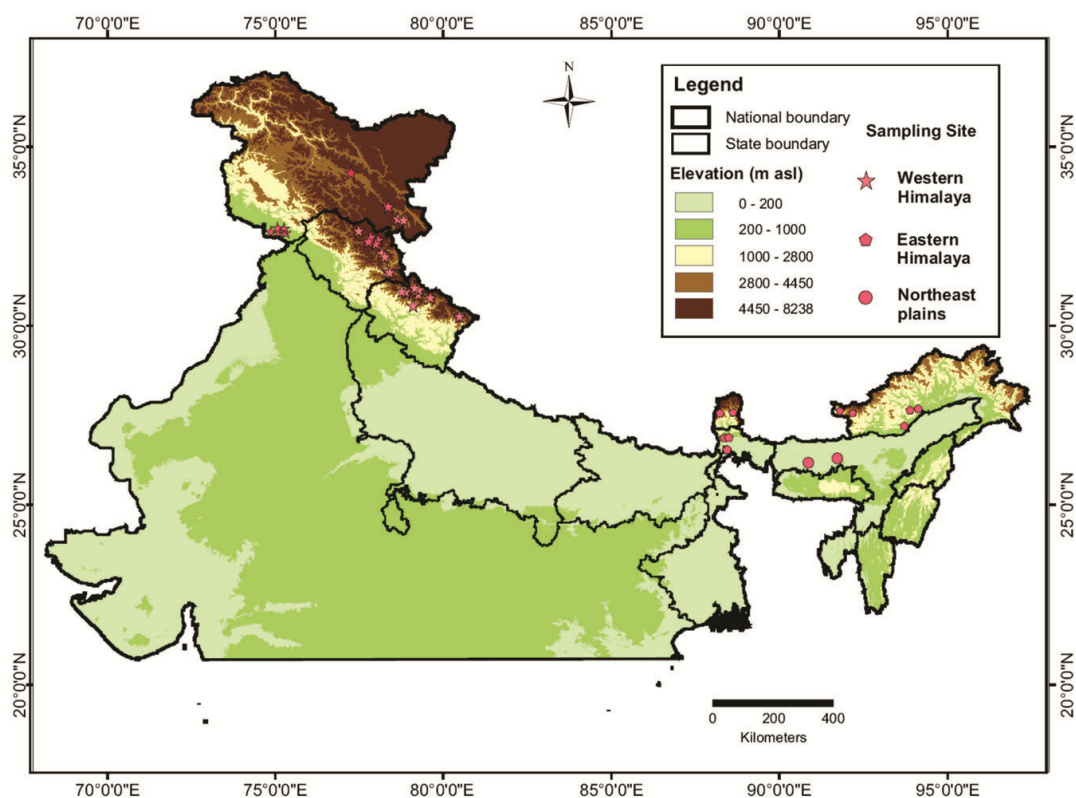 70°0'0"E 75°0'0"E 80°0'0"E 85°0'0"E 90°0'0"E 95°0'0"E
N
Legend
National boundary
State boundary
Elevation (m asl)
0 - 200
200 - 1000
1000 - 2800
2800 - 4450
4450 - 8238
Sampling Site
Western
Himalaya
Eastern
Himalaya
Northeast
plains
35°0'0"N
30°0'0"N
25°0'0"N
20°0'0"N
35°0'0"N
30°0'0"N
25°0'0"N
20°0'0"N
0 200 400
Kilometers
70°0'0"E 75°0'0"E 80°0'0"E 85°0'0"E 90°0'0"E 95°0'0"E